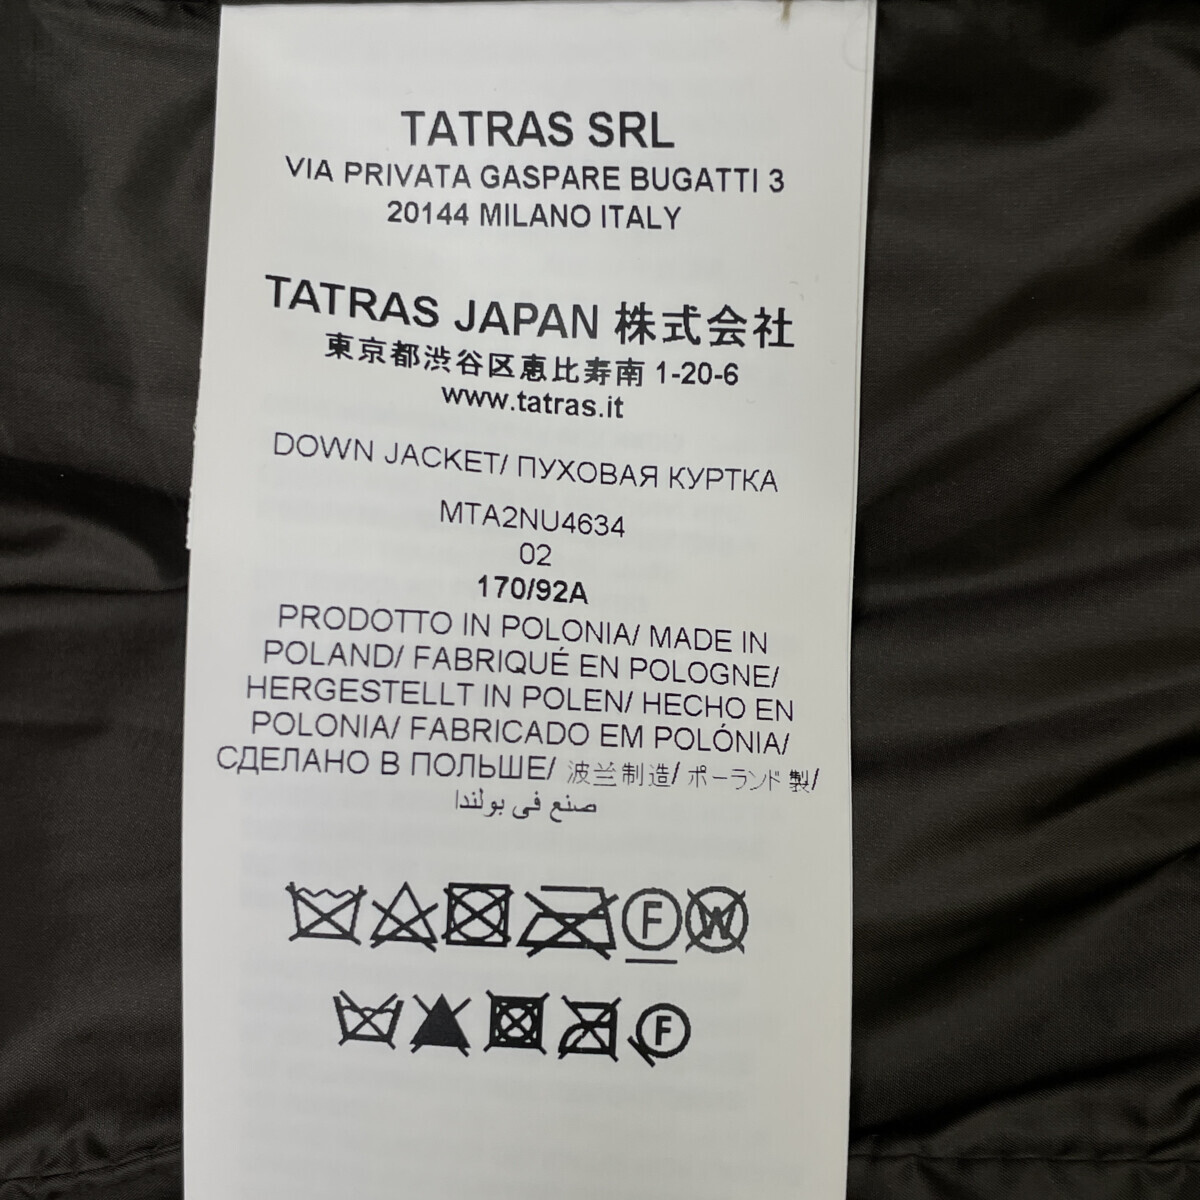 TATRAS SRL
VIA PRIVATA GASPARE BUGATTI 3
20144 MILANO ITALY
TATRAS JAPAN 株式会社
東京都渋谷区恵比寿南 1-20-6
www.tatras.it
DOWN JACKET/ ПУХОВАЯ КУРТКА
MTA2NU4634
02
170/92A
PRODOTTO IN POLONIA/ MADE IN
POLAND/ FABRIQUÉ EN POLOGNE/
HERGESTELLT IN POLEN/ HECHO EN
POLONIA/ FABRICADO EM POLÓNIA/
СДЕЛАНО В ПОЛЬШЕ/ 波兰制造/ ポーランド製/
صنع في بولندا
F W
F